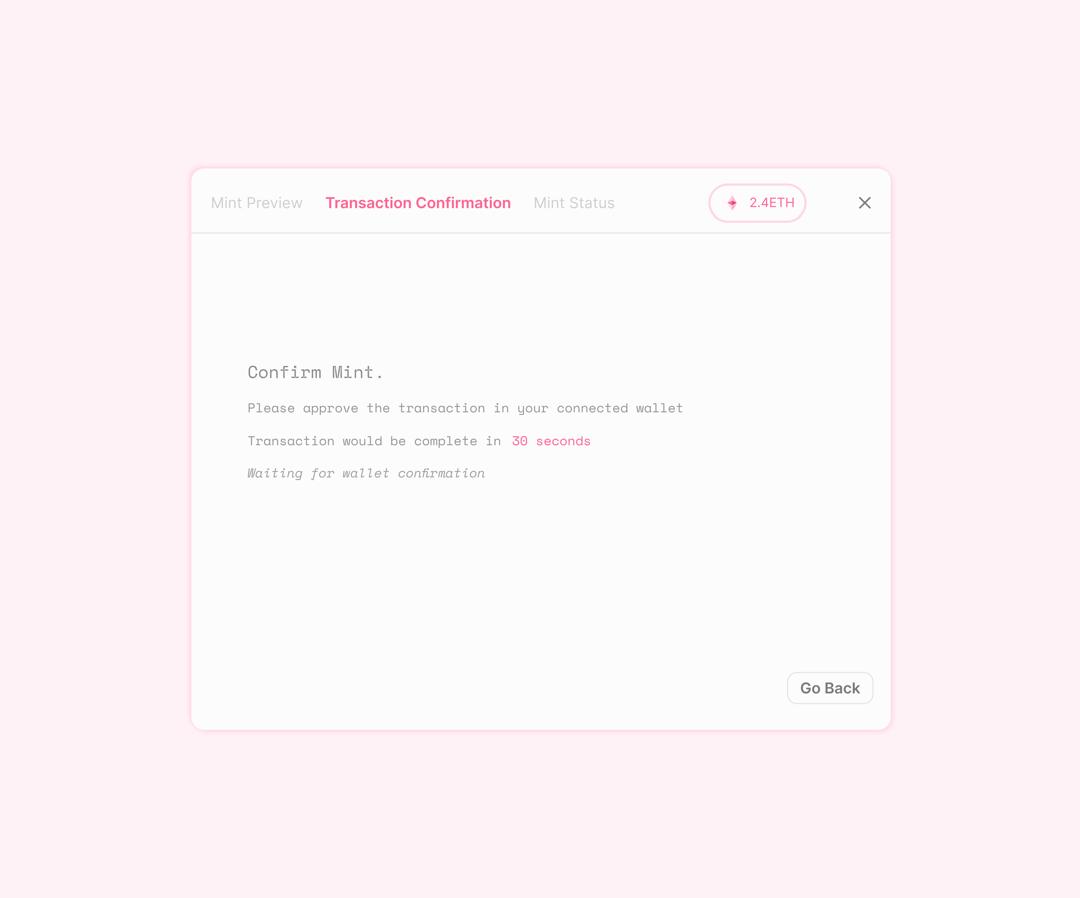 Mint Preview Transaction Confirmation Mint Status 2.4ETH
Confirm Mint.
Please approve the transaction in your connected wallet
Transaction would be complete in 30 seconds
Waiting for wallet confirmation
Go Back